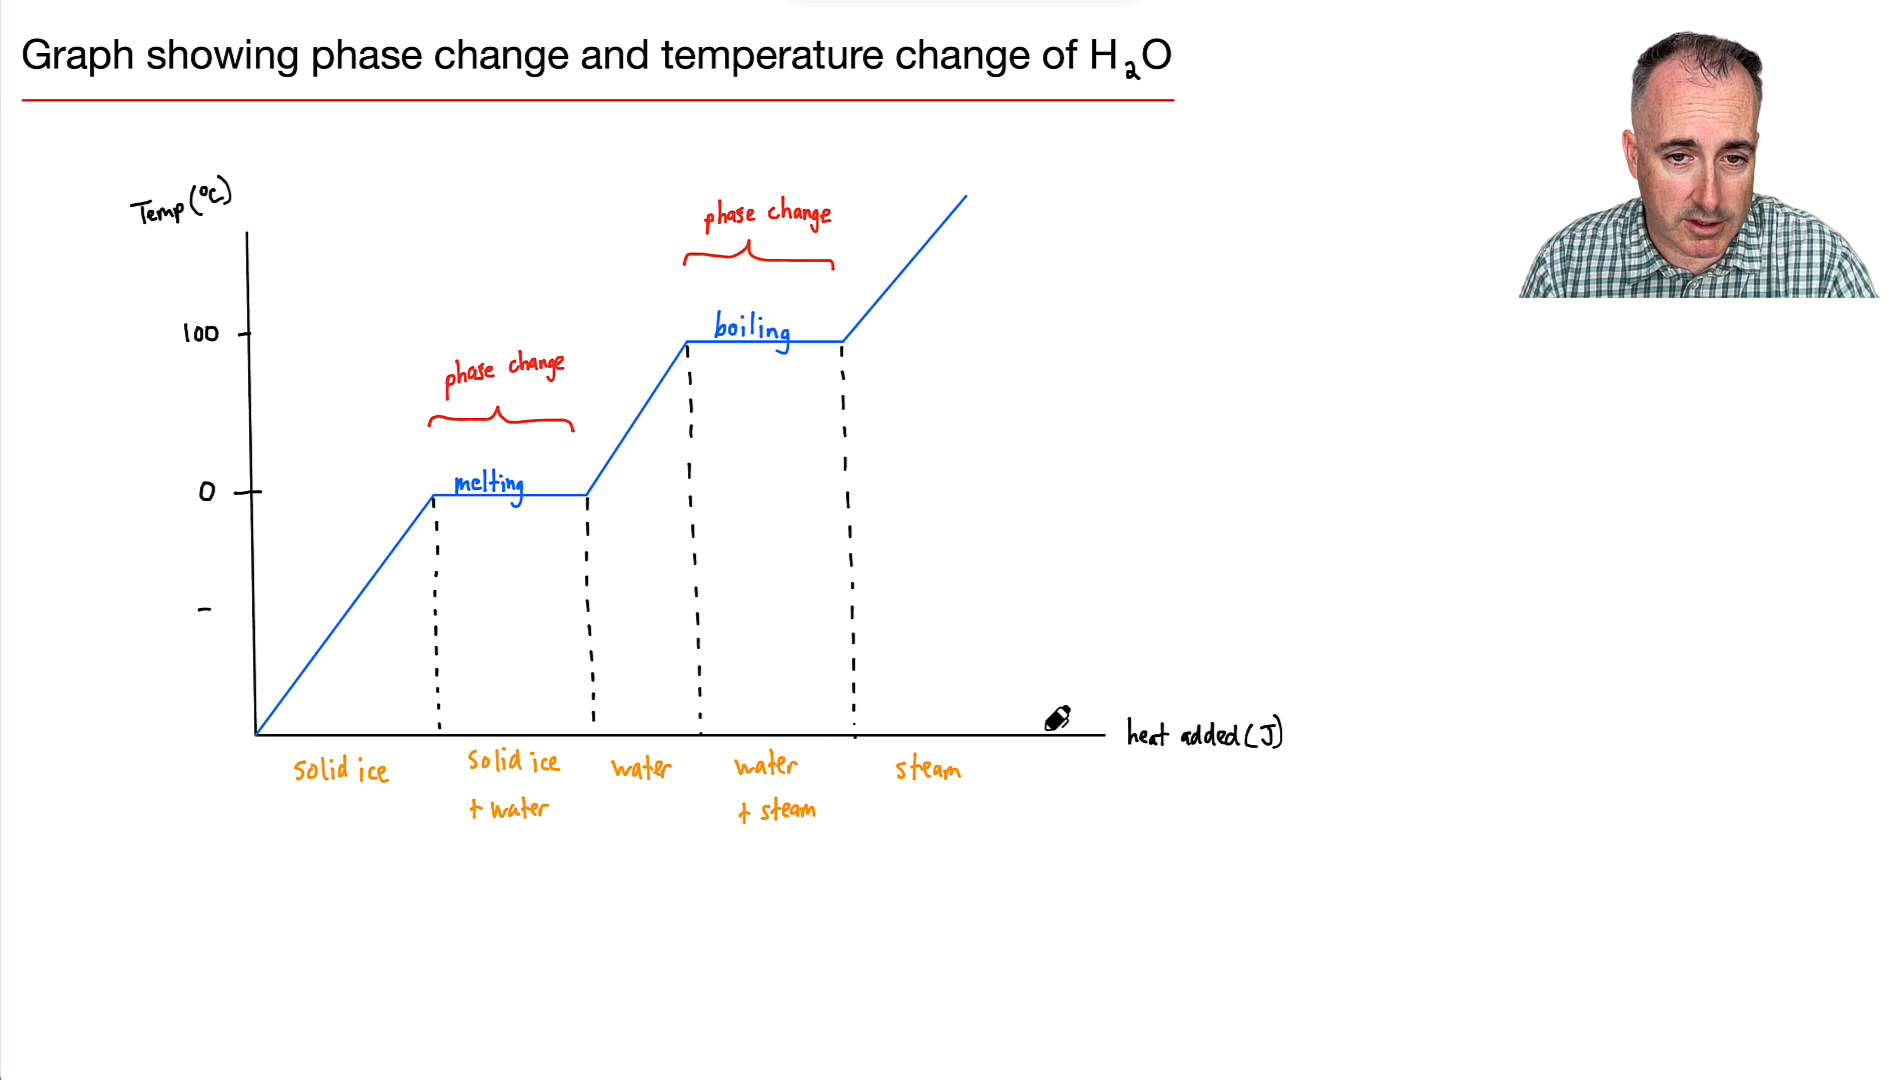 Graph showing phase change and temperature change of H₂O
Temp (°C)
phase change
100
boiling
phase change
0
melting
-
heat added (J)
solid ice
solid ice
+ water
water
water
+ steam
steam